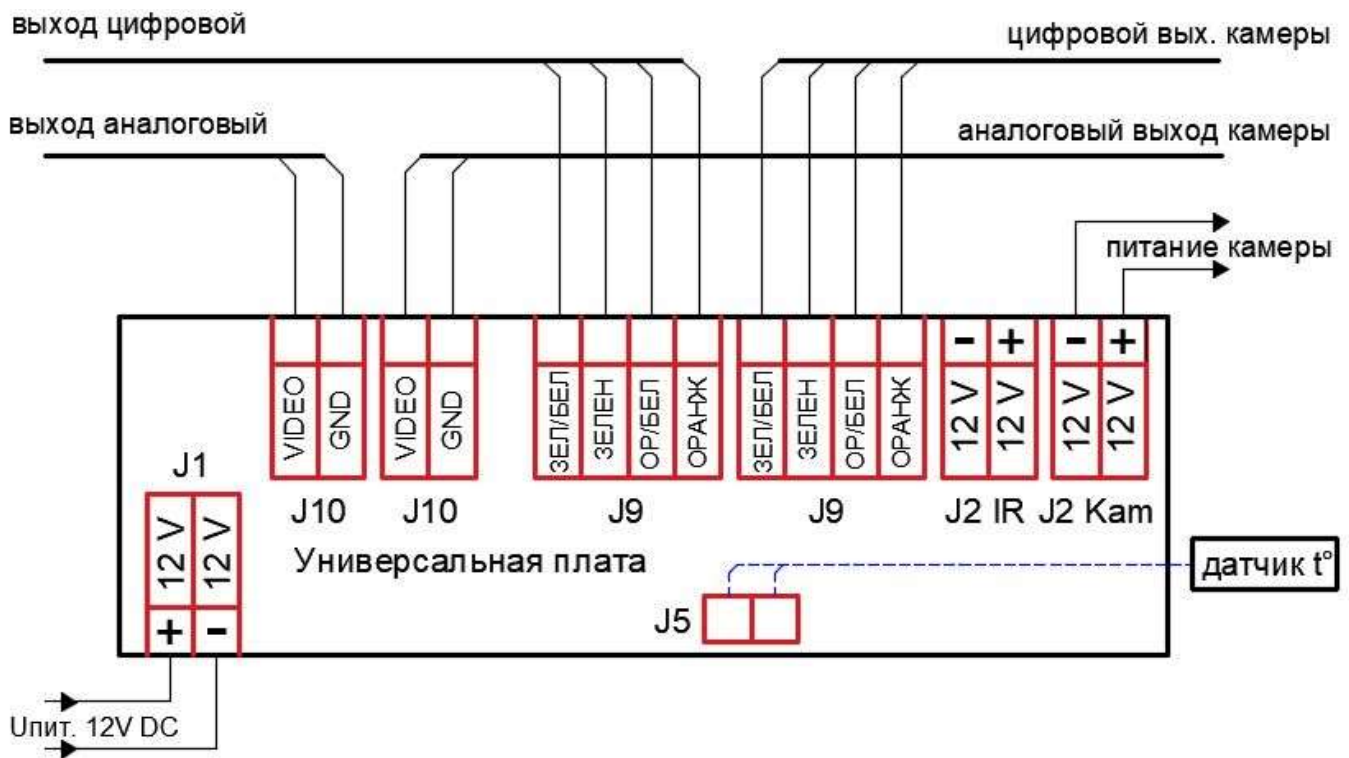 выход цифровой
цифровой вых. камеры
выход аналоговый
аналоговый выход камеры
питание камеры
VIDEO
GND
VIDEO
GND
ЗЕЛ/БЕЛ
ЗЕЛЕН
ОР/БЕЛ
ОРАНЖ
ЗЕЛ/БЕЛ
ЗЕЛЕН
ОР/БЕЛ
ОРАНЖ
- +
12 V
12 V
- +
12 V
12 V
J10
J10
J9
J9
J2 IR
J2 Kam
J1
12 V
12 V
+ -
Универсальная плата
J5
датчик t°
Uпит. 12V DC